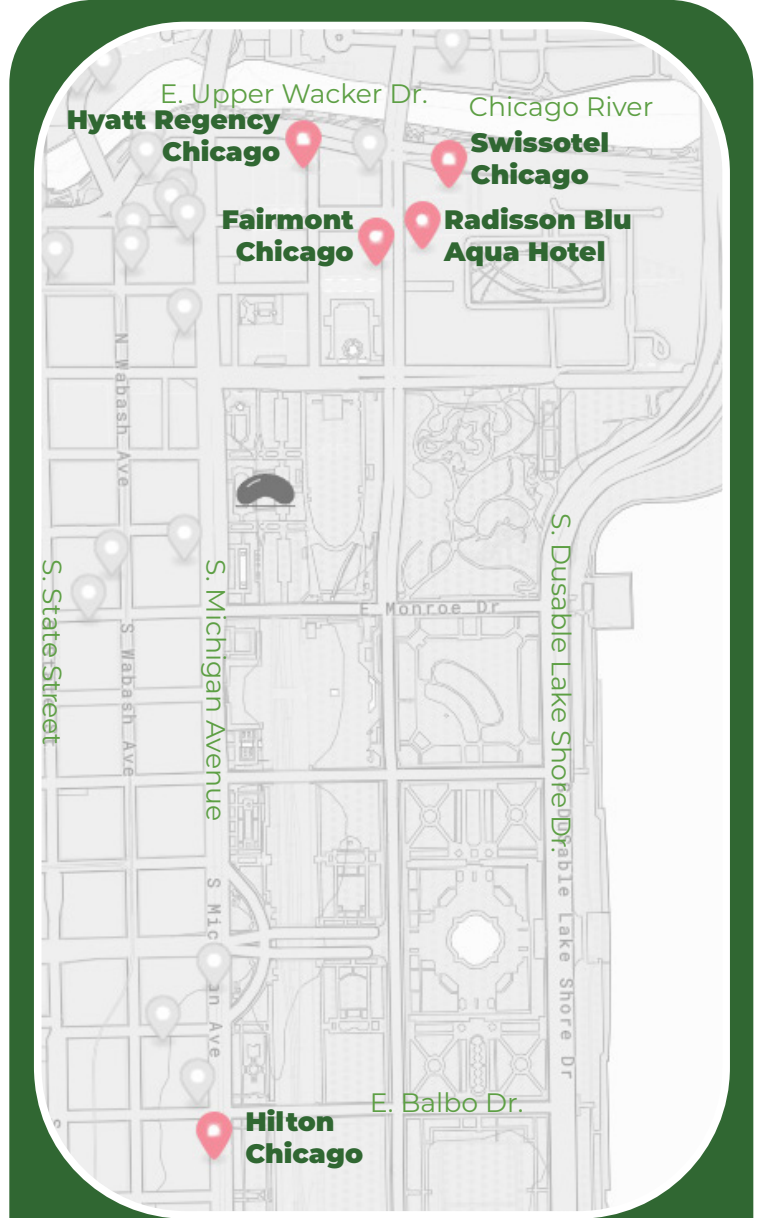 E. Upper Wacker Dr.
Chicago River
Hyatt Regency
Chicago
Swissotel
Chicago
Fairmont
Chicago
Radisson Blu
Aqua Hotel
N Wabash Ave
S. State Street
S. Michigan Avenue
S. Dusable Lake Shore Dr.
E Monroe Dr
S Wabash Ave
S Mic
an Ave
S DuSable Lake Shore Dr
E. Balbo Dr.
Hilton
Chicago